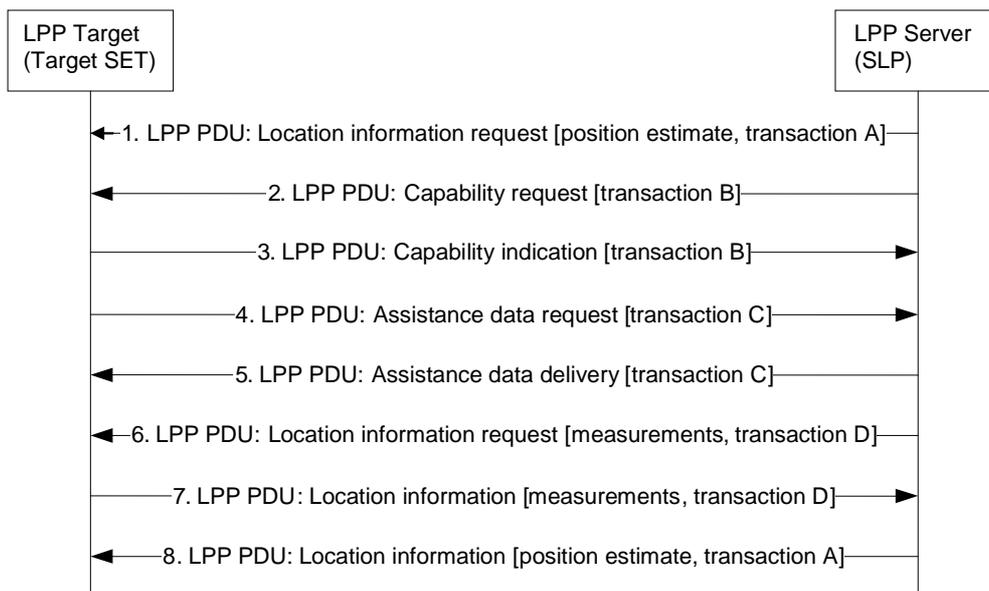 LPP Target
(Target SET)
LPP Server
(SLP)
1. LPP PDU: Location information request [position estimate, transaction A]
2. LPP PDU: Capability request [transaction B]
3. LPP PDU: Capability indication [transaction B]
4. LPP PDU: Assistance data request [transaction C]
5. LPP PDU: Assistance data delivery [transaction C]
6. LPP PDU: Location information request [measurements, transaction D]
7. LPP PDU: Location information [measurements, transaction D]
8. LPP PDU: Location information [position estimate, transaction A]